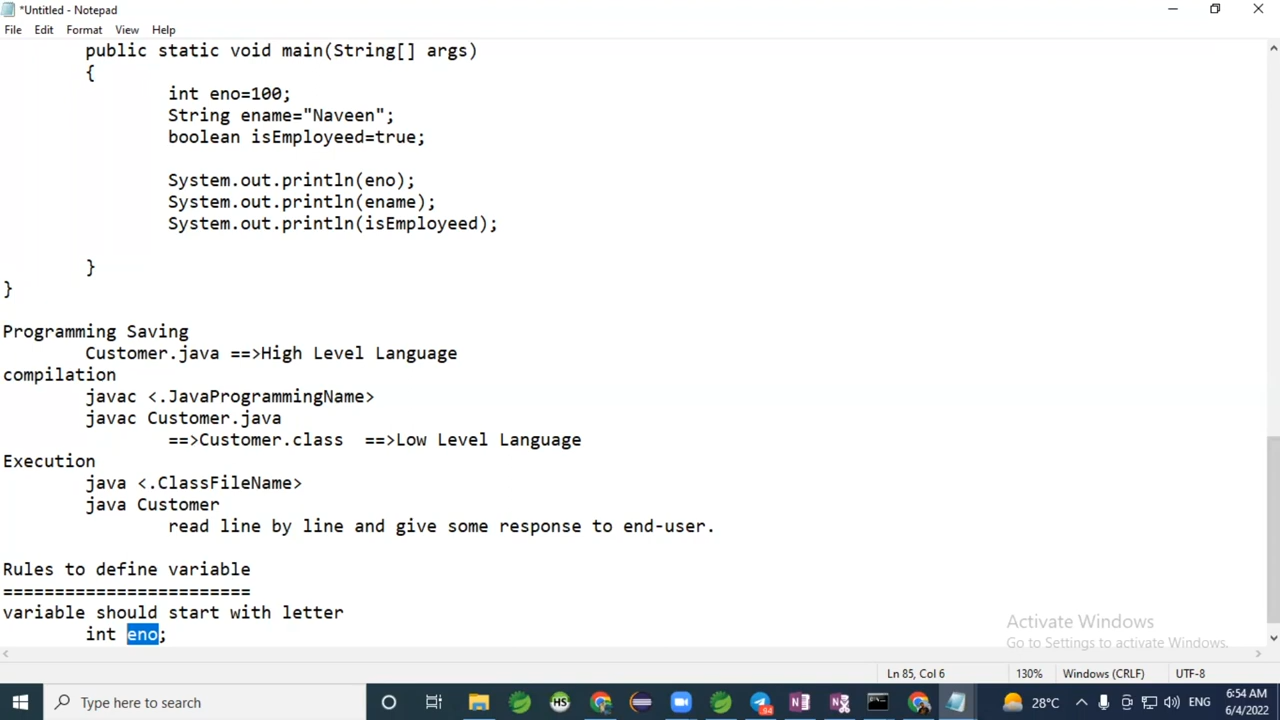 *Untitled - Notepad
File Edit Format View Help
public static void main(String[] args)
{
int eno=100;
String ename="Naveen";
boolean isEmployeed=true;
System.out.println(eno);
System.out.println(ename);
System.out.println(isEmployeed);
}
}
Programming Saving
Customer.java ==>High Level Language
compilation
javac <.JavaProgrammingName>
javac Customer.java
==>Customer.class ==>Low Level Language
Execution
java <.ClassFileName>
java Customer
read line by line and give some response to end-user.
Rules to define variable
========================
variable should start with letter
int eno;
Activate Windows
Go to Settings to activate Windows.
Ln 85, Col 6 130% Windows (CRLF) UTF-8
Type here to search HS 28°C ENG 6:54 AM
6/4/2022